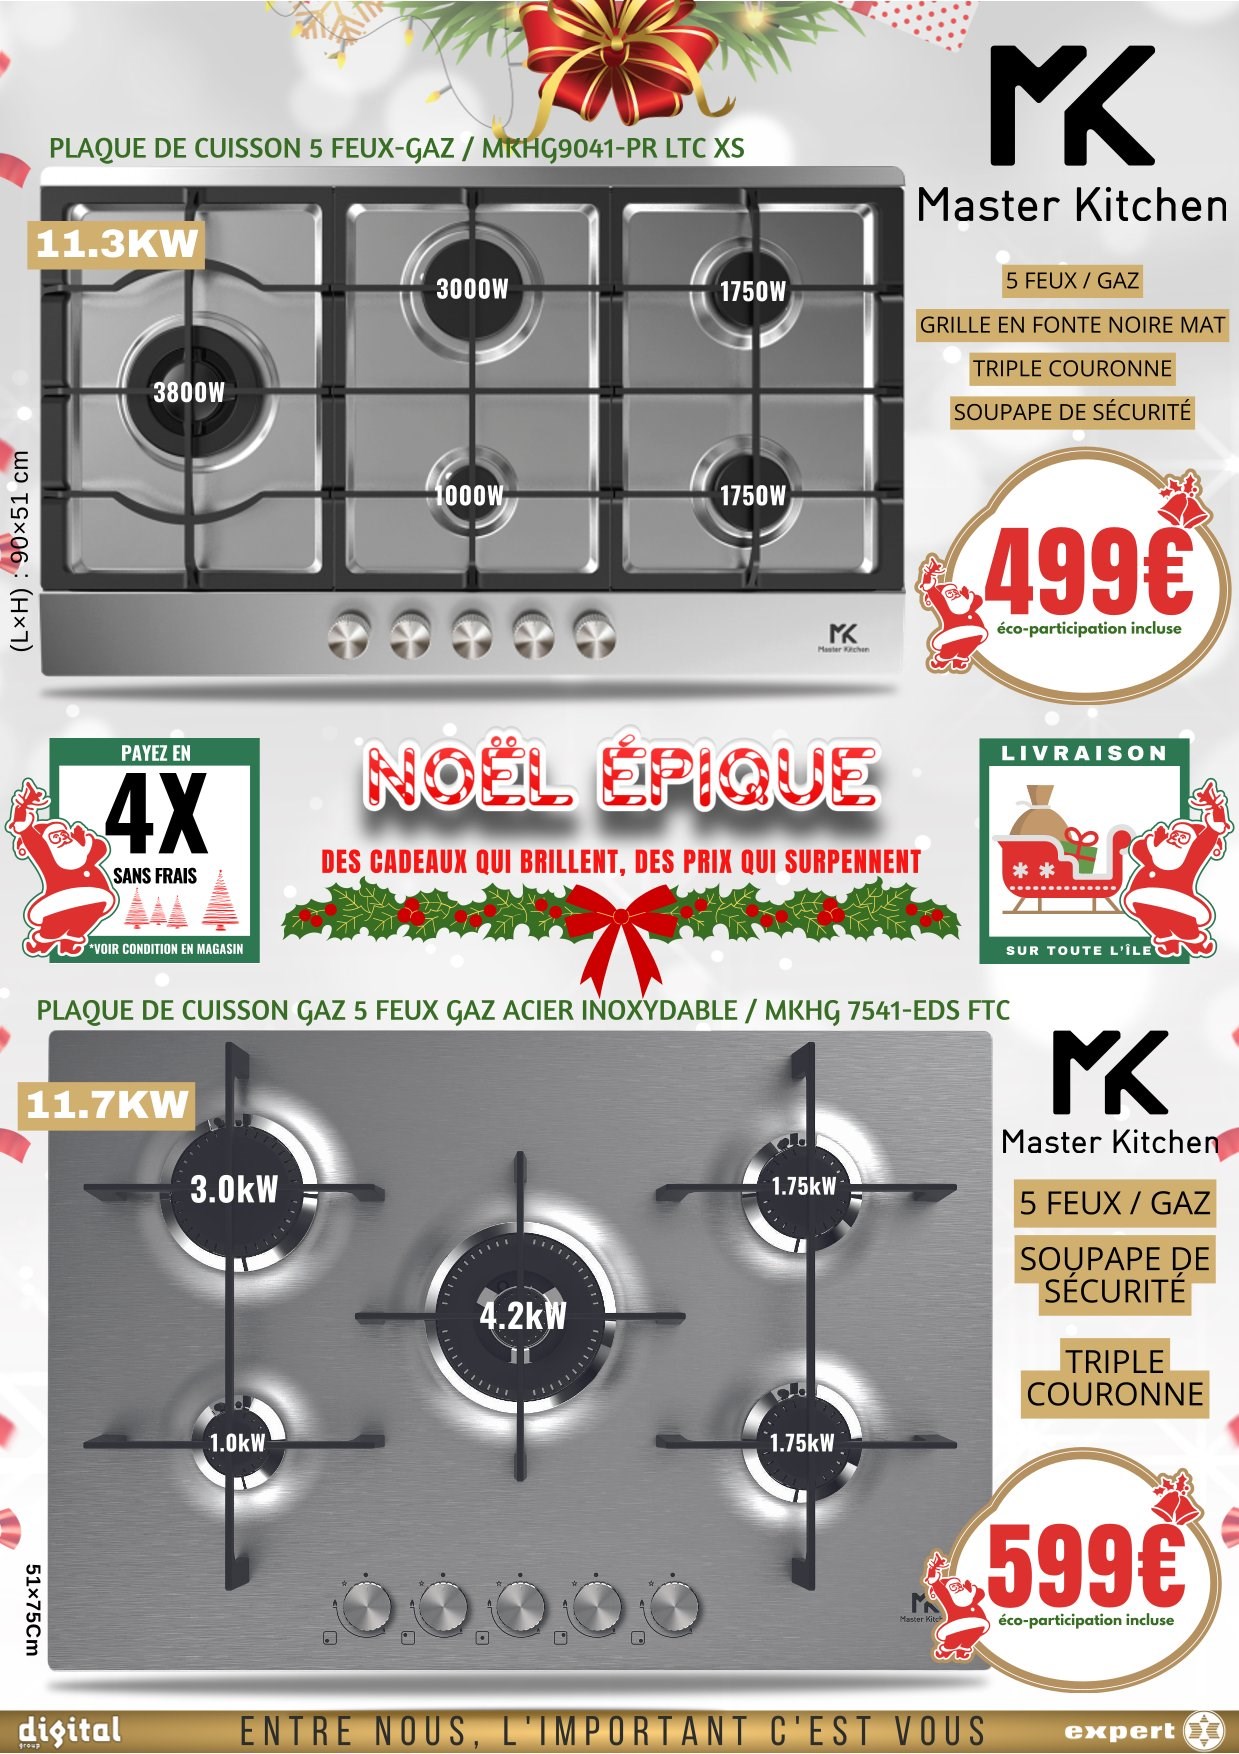 MK
Master Kitchen
PLAQUE DE CUISSON 5 FEUX-GAZ / MKHG9041-PR LTC XS
11.3KW
3000W
1750W
3800W
1000W
1750W
(L×H) : 90×51 cm
MK
Master Kitchen
5 FEUX / GAZ
GRILLE EN FONTE NOIRE MAT
TRIPLE COURONNE
SOUPAPE DE SÉCURITÉ
499€
éco-participation incluse
PAYEZ EN
4X
SANS FRAIS
*VOIR CONDITION EN MAGASIN
NOËL ÉPIQUE
DES CADEAUX QUI BRILLENT, DES PRIX QUI SURPENNENT
LIVRAISON
SUR TOUTE L'ÎLE
PLAQUE DE CUISSON GAZ 5 FEUX GAZ ACIER INOXYDABLE / MKHG 7541-EDS FTC
11.7KW
3.0kW
1.75kW
4.2kW
1.0kW
1.75kW
51×75Cm
MK
Master Kitchen
5 FEUX / GAZ
SOUPAPE DE
SÉCURITÉ
TRIPLE
COURONNE
MK
599€
éco-participation incluse
digital
group
ENTRE NOUS, L'IMPORTANT C'EST VOUS
expert